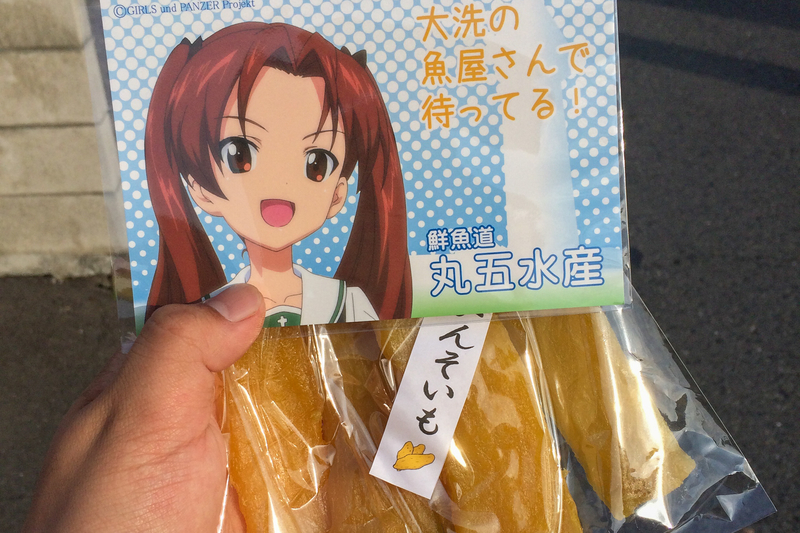 ©GIRLS und PANZER Projekt
大洗の
魚屋さんで
待ってる！
鮮魚道
丸五水産
んそいも